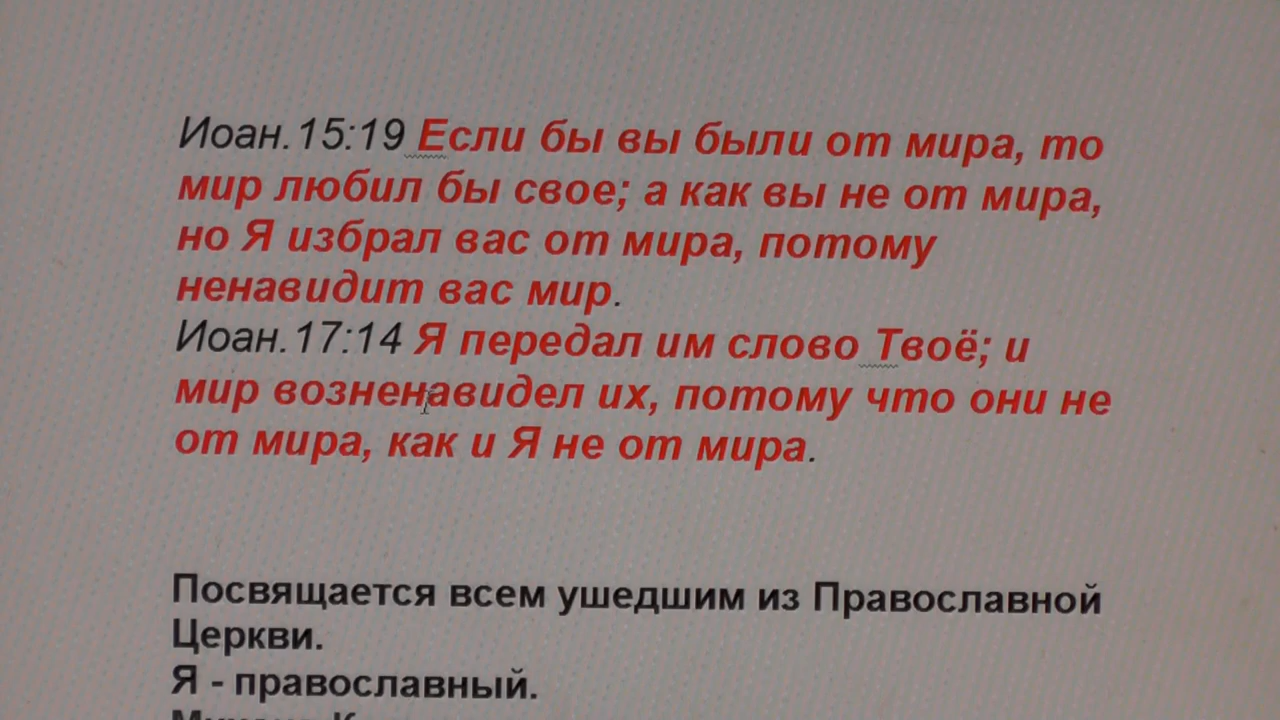 Иоан.15:19 Если бы вы были от мира, то
мир любил бы свое; а как вы не от мира,
но Я избрал вас от мира, потому
ненавидит вас мир.
Иоан.17:14 Я передал им слово Твоё; и
мир возненавидел их, потому что они не
от мира, как и Я не от мира.
Посвящается всем ушедшим из Православной
Церкви.
Я - православный.